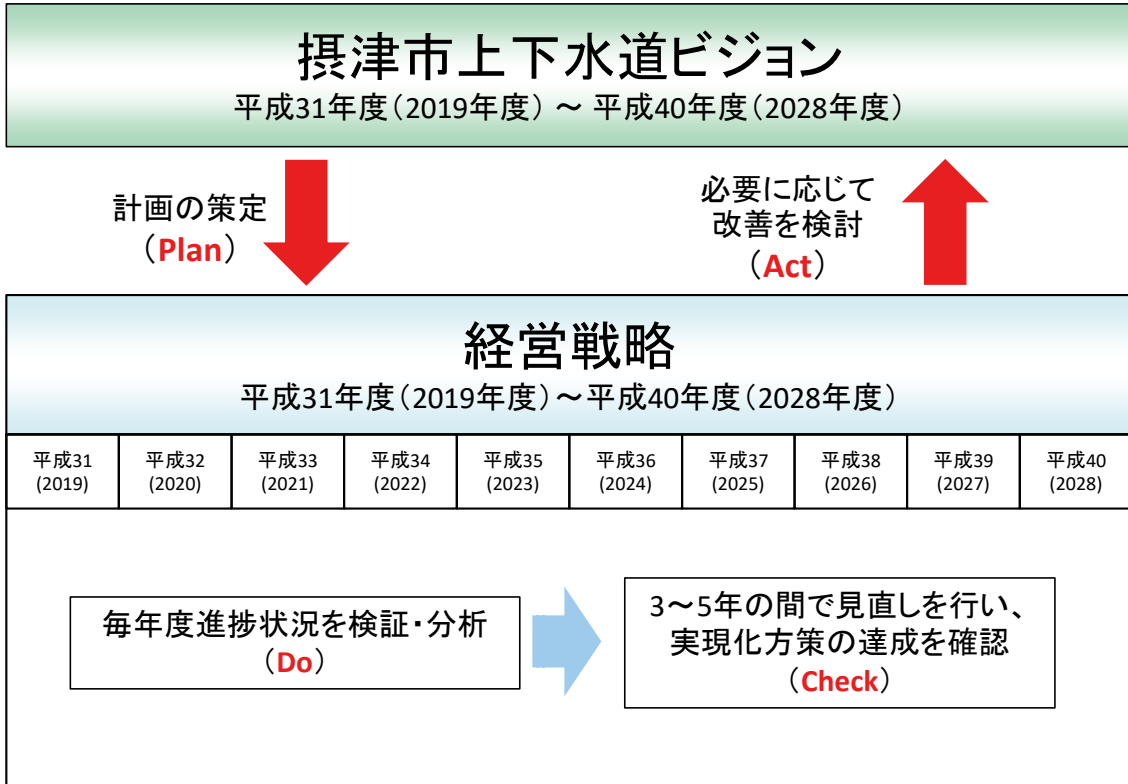 摂津市上下水道ビジョン
平成31年度（2019年度）～ 平成40年度（2028年度）
計画の策定
（Plan）
必要に応じて
改善を検討
（Act）
経営戦略
平成31年度（2019年度）～平成40年度（2028年度）
平成31 平成32 平成33 平成34 平成35 平成36 平成37 平成38 平成39 平成40
(2019) (2020) (2021) (2022) (2023) (2024) (2025) (2026) (2027) (2028)
毎年度進捗状況を検証・分析
（Do）
3～5年の間で見直しを行い、
実現化方策の達成を確認
（Check）